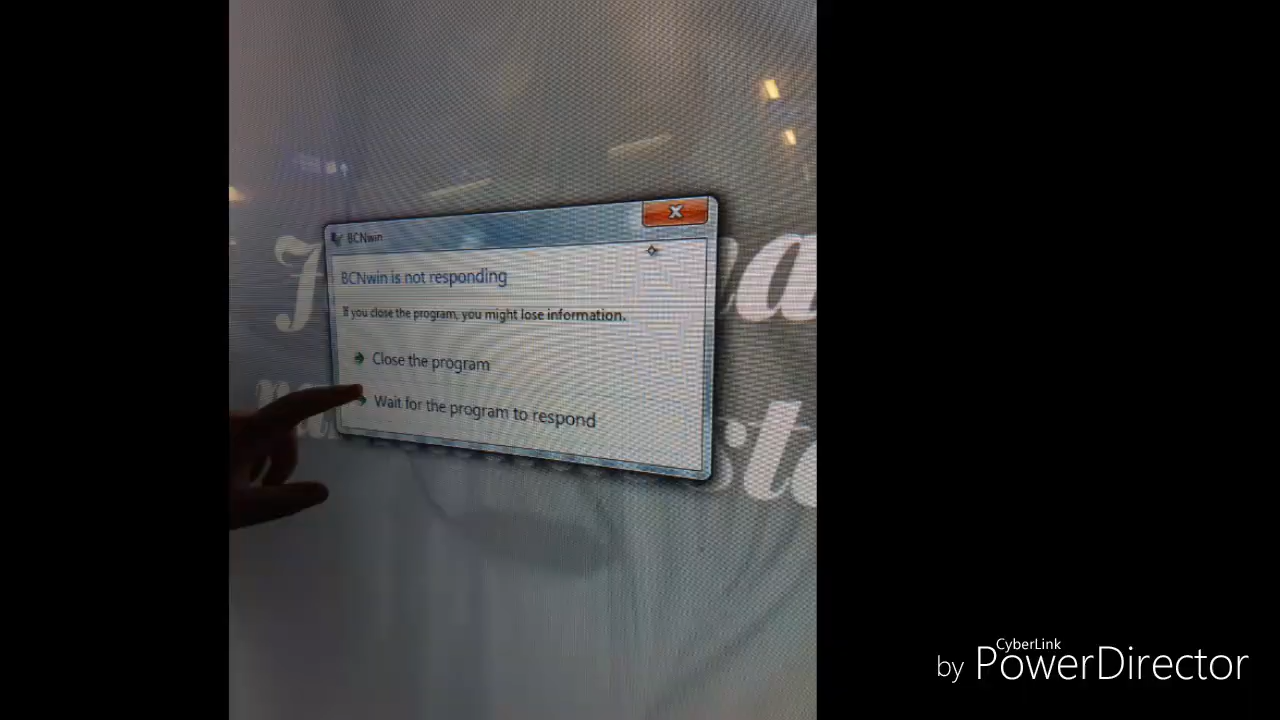 BCNwin
BCNwin is not responding
If you close the program, you might lose information.
Close the program
Wait for the program to respond
CyberLink
by PowerDirector